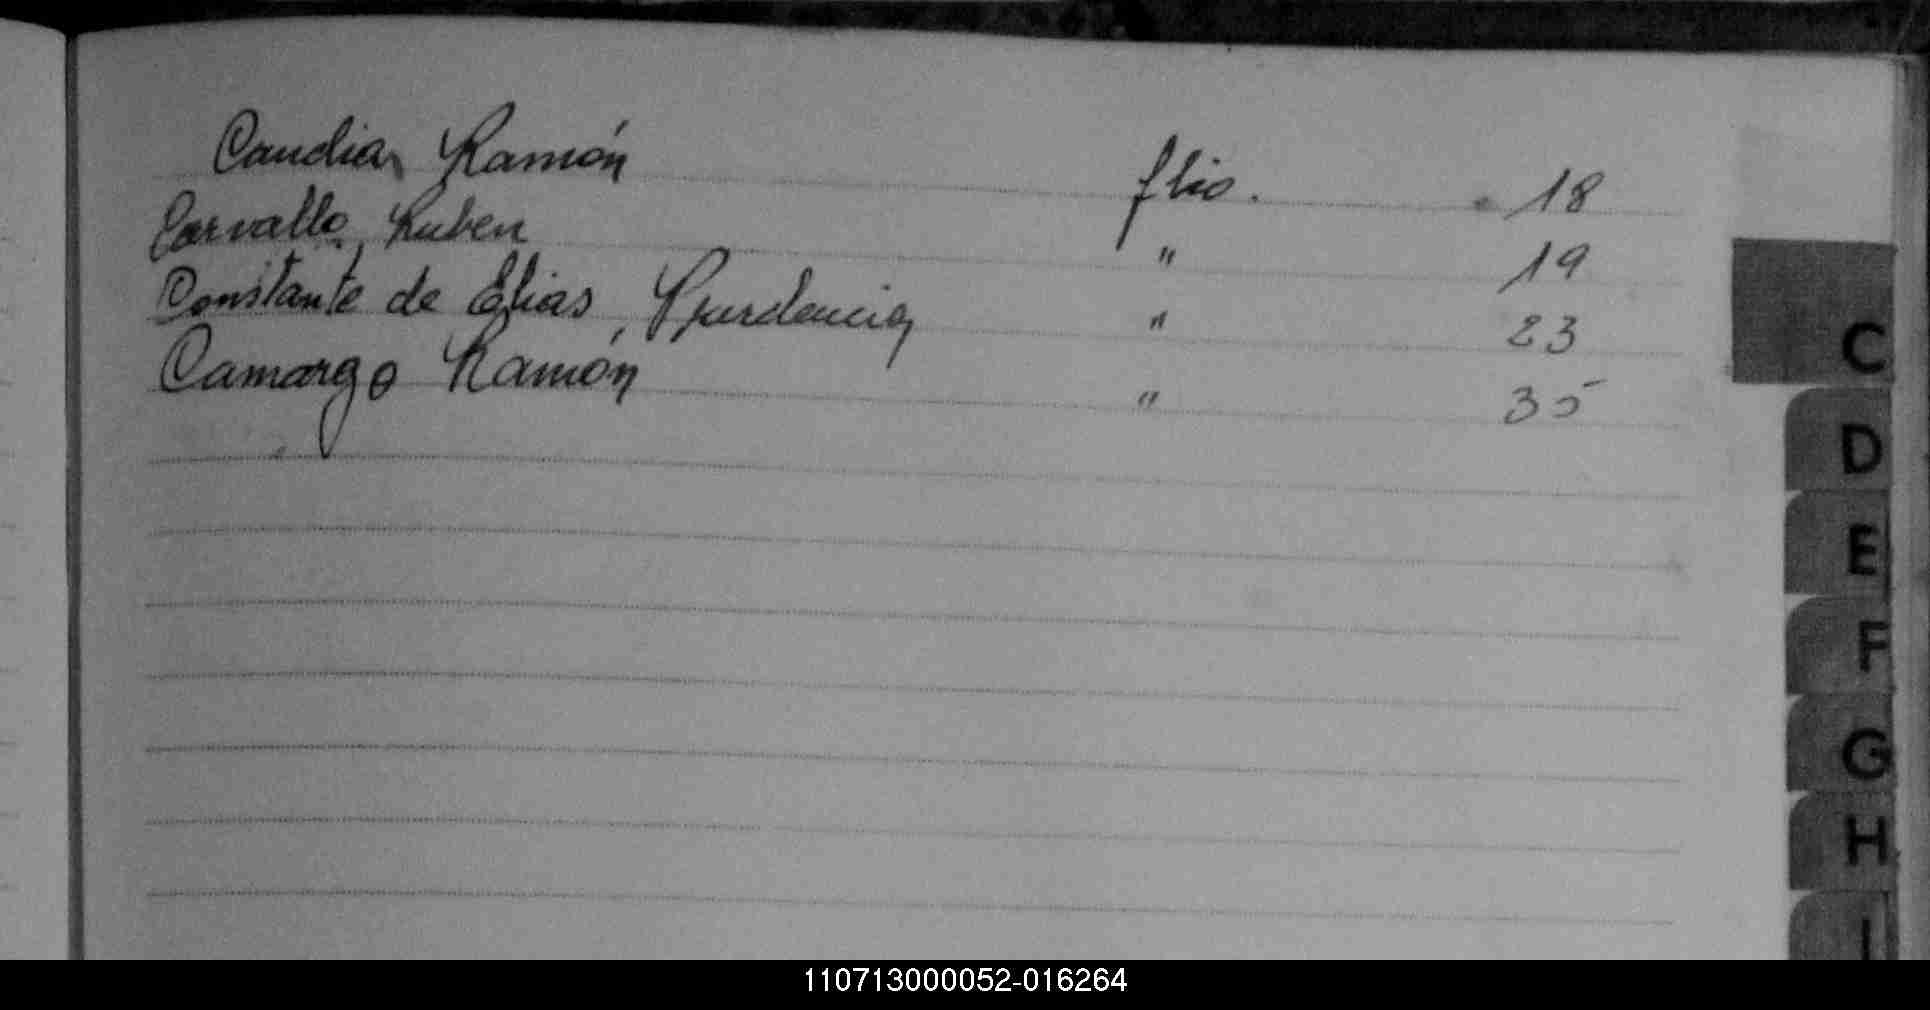 Candia, Ramón flio. 18
Carvallo, Ruben " 19
Constante de Elias, Prudencia " 23
Camargo Ramón " 35
C
D
E
F
G
H
I
110713000052-016264